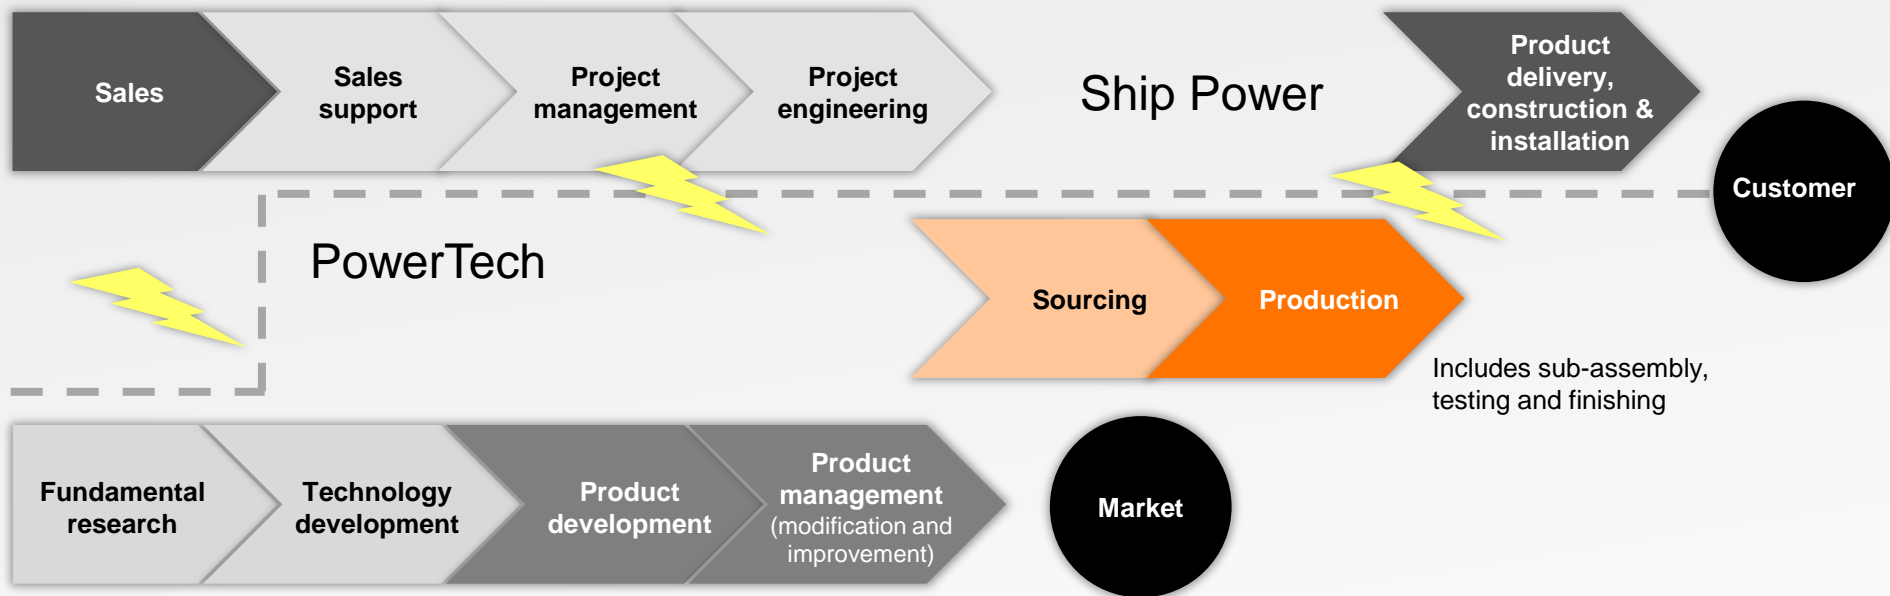 Sales
Sales
support
Project
management
Project
engineering
Ship Power
Product
delivery,
construction &
installation
Customer
PowerTech
Sourcing
Production
Includes sub-assembly,
testing and finishing
Fundamental
research
Technology
development
Product
development
Product
management
(modification and
improvement)
Market